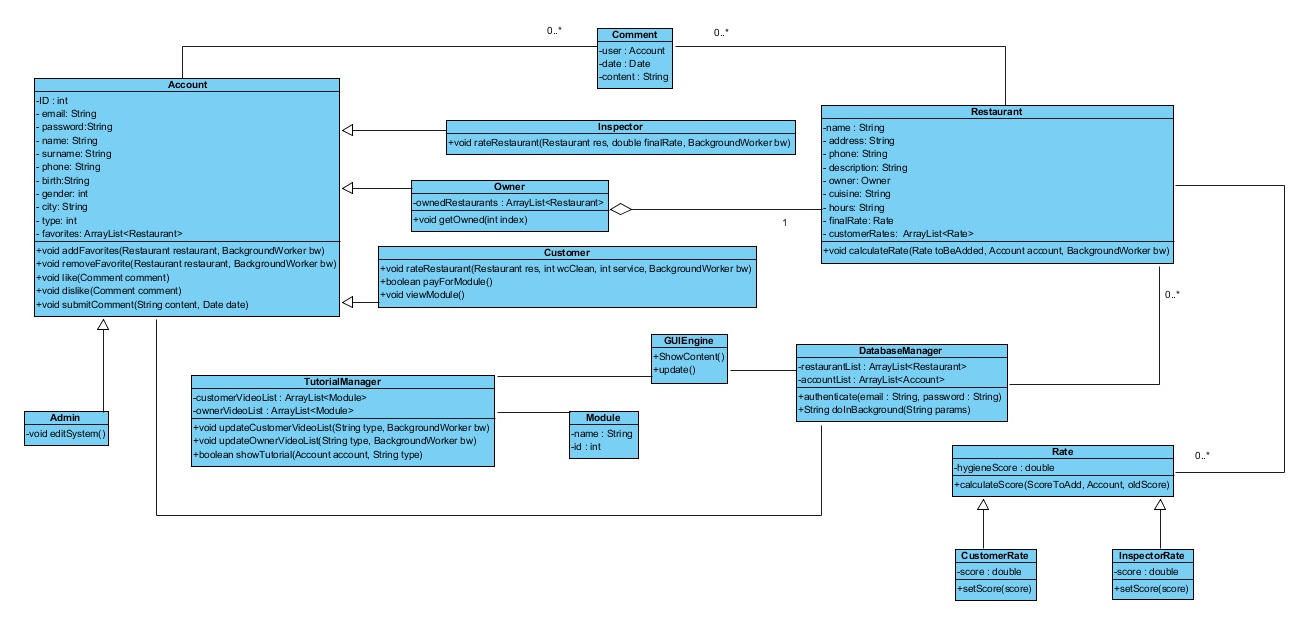 0..*
Comment
-user : Account
-date : Date
-content : String
0..*
Account
-ID : int
- email: String
- password:String
- name: String
- surname: String
- phone: String
- birth:String
- gender: int
- city: String
- type: int
- favorites: ArrayList<Restaurant>
+void addFavorites(Restaurant restaurant, BackgroundWorker bw)
+void removeFavorite(Restaurant restaurant, BackgroundWorker bw)
+void like(Comment comment)
+void dislike(Comment comment)
+void submitComment(String content, Date date)
Inspector
+void rateRestaurant(Restaurant res, double finalRate, BackgroundWorker bw)
Owner
-ownedRestaurants : ArrayList<Restaurant>
+void getOwned(int index)
1
Customer
+void rateRestaurant(Restaurant res, int wcClean, int service, BackgroundWorker bw)
+boolean payForModule()
+void viewModule()
Restaurant
-name : String
- address: String
- phone: String
- description: String
- owner: Owner
- cuisine: String
- hours: String
- finalRate: Rate
- customerRates:  ArrayList<Rate>
+void calculateRate(Rate toBeAdded, Account account, BackgroundWorker bw)
0..*
GUIEngine
+ShowContent()
+update()
DatabaseManager
-restaurantList : ArrayList<Restaurant>
-accountList : ArrayList<Account>
+authenticate(email : String, password : String)
+String doInBackground(String params)
TutorialManager
-customerVideoList : ArrayList<Module>
-ownerVideoList : ArrayList<Module>
+void updateCustomerVideoList(String type, BackgroundWorker bw)
+void updateOwnerVideoList(String type, BackgroundWorker bw)
+boolean showTutorial(Account account, String type)
Module
-name : String
-id : int
Admin
-void editSystem()
Rate
-hygieneScore : double
+calculateScore(ScoreToAdd, Account, oldScore)
0..*
CustomerRate
-score : double
+setScore(score)
InspectorRate
-score : double
+setScore(score)